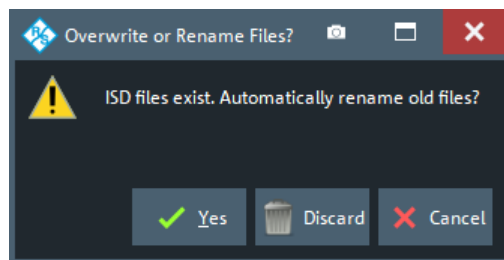 Overwrite or Rename Files?
ISD files exist. Automatically rename old files?
Yes
Discard
Cancel